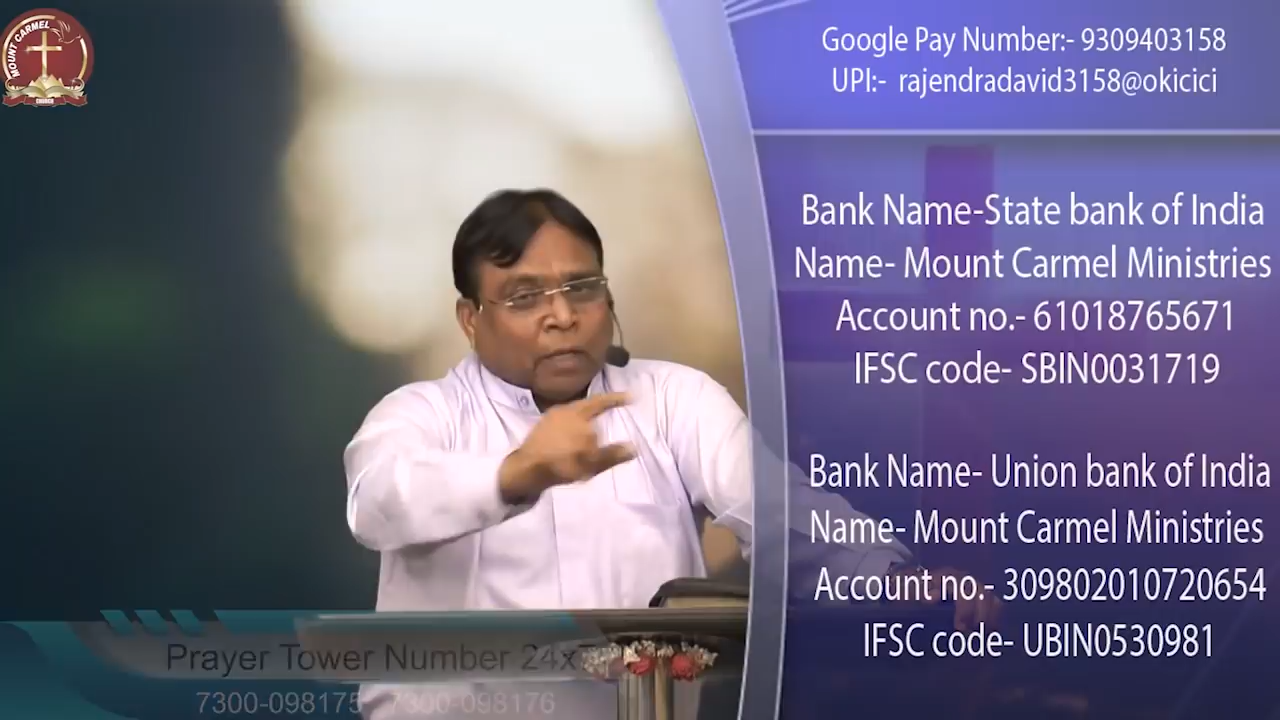 MOUNT CARMEL
CHURCH
Google Pay Number:- 9309403158
UPI:- rajendradavid3158@okicici
Bank Name-State bank of India
Name- Mount Carmel Ministries
Account no.- 61018765671
IFSC code- SBIN0031719
Bank Name- Union bank of India
Name- Mount Carmel Ministries
Account no.- 309802010720654
IFSC code- UBIN0530981
Prayer Tower Number 24x7
7300-098175 7300-098176